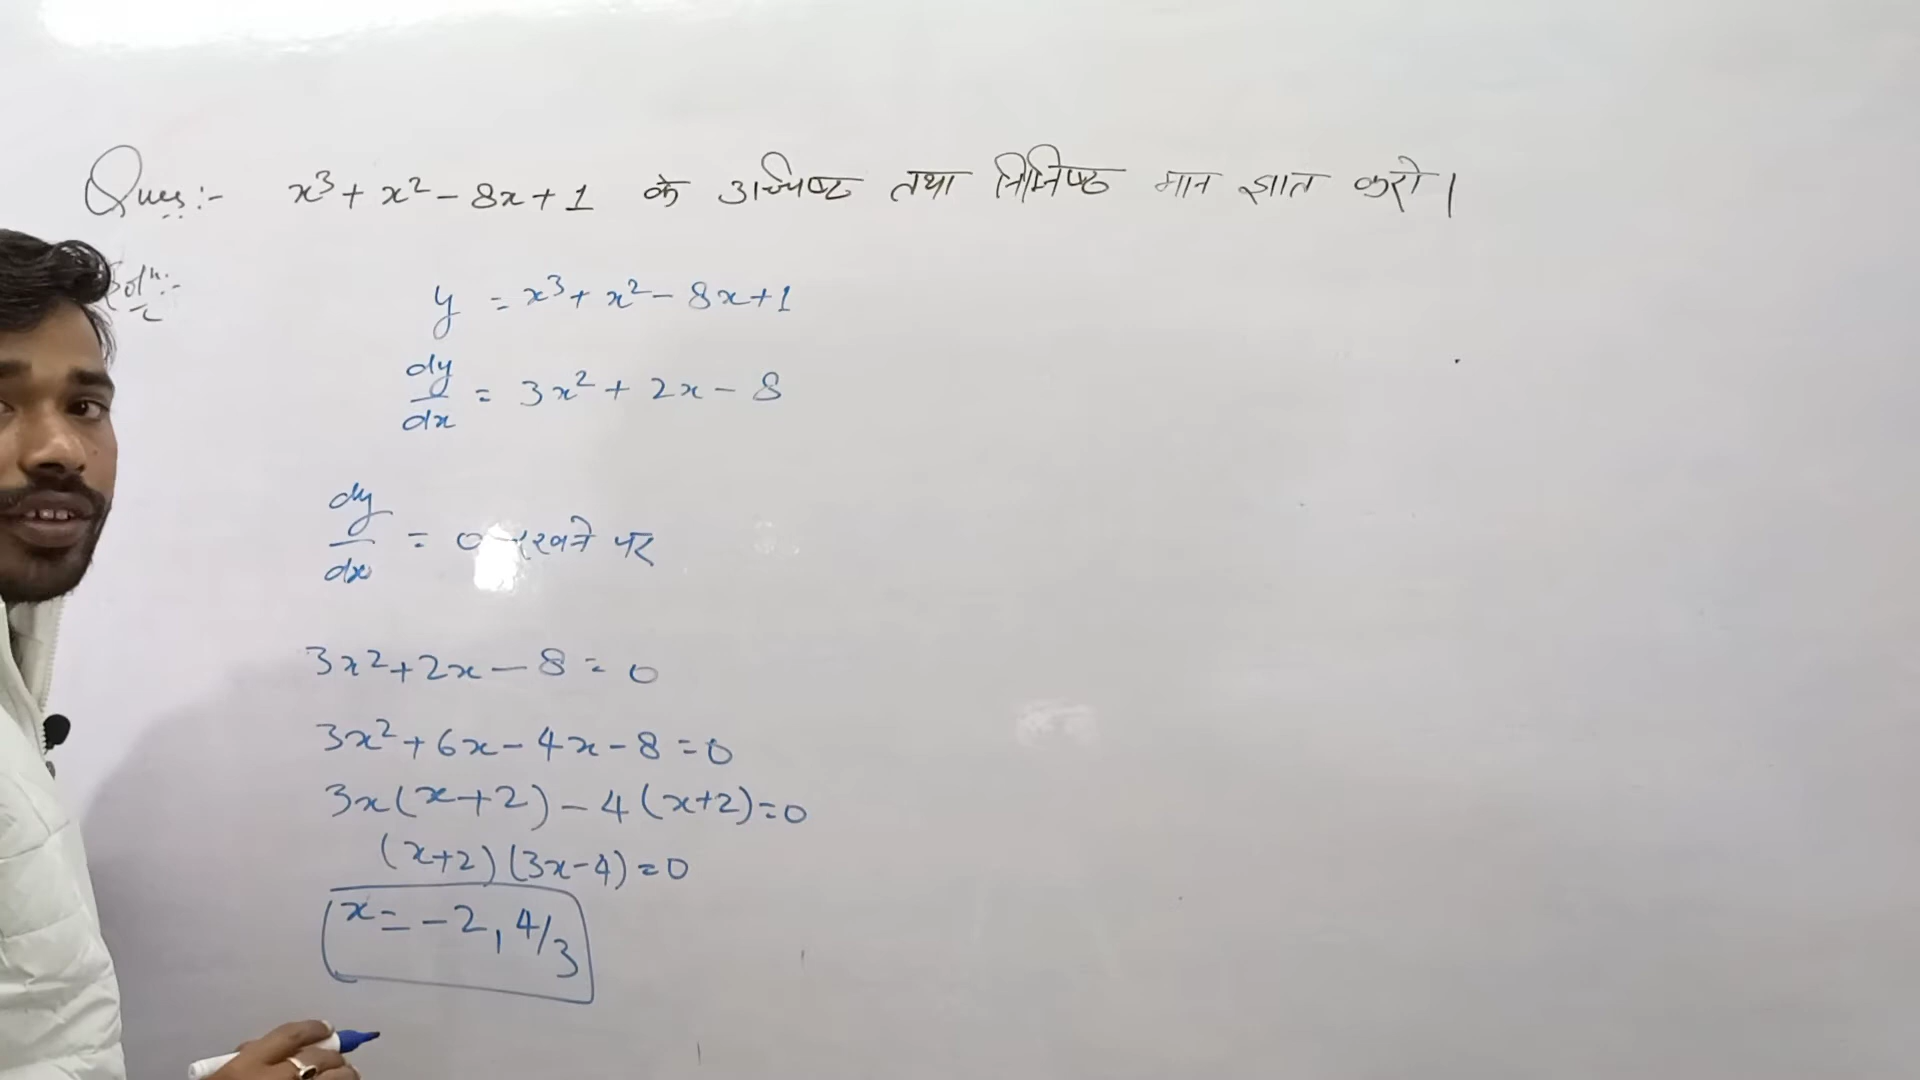 Ques:- x³ + x² - 8x + 1 के उच्चिष्ठ तथा निम्निष्ठ मान ज्ञात करो।
Solⁿ:-
y = x³ + x² - 8x + 1
dy/dx = 3x² + 2x - 8
dy/dx = 0 रखने पर
3x² + 2x - 8 = 0
3x² + 6x - 4x - 8 = 0
3x(x+2) - 4(x+2) = 0
(x+2)(3x-4) = 0
x = -2, 4/3